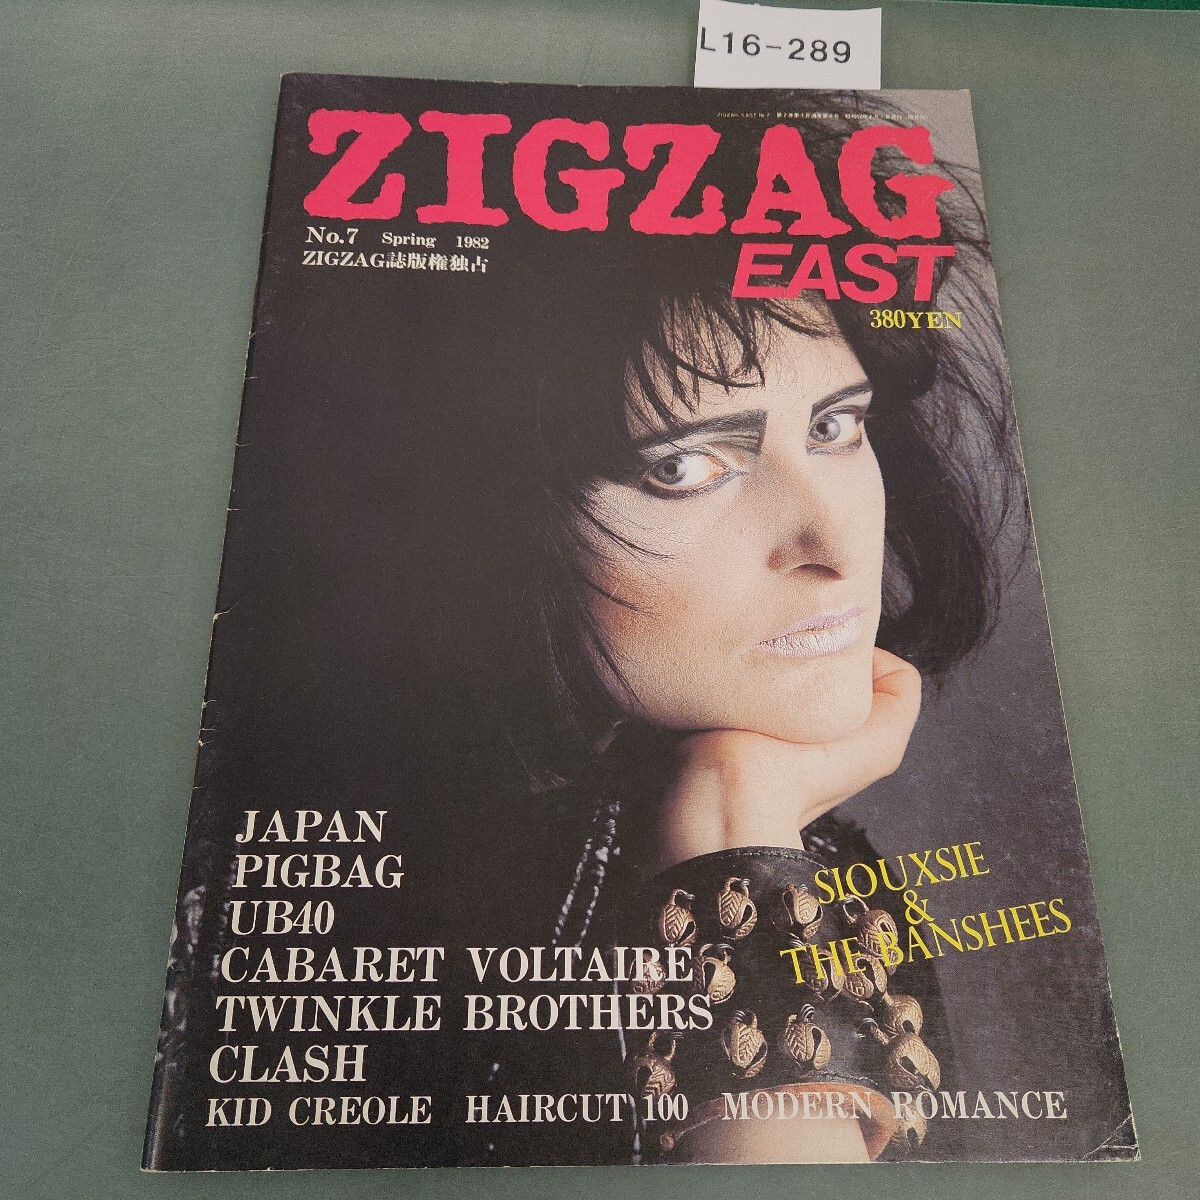 L16-289
ZIGZAG
EAST
No.7 Spring 1982
ZIGZAG誌版権独占
380YEN
JAPAN
PIGBAG
UB40
CABARET VOLTAIRE
TWINKLE BROTHERS
CLASH
KID CREOLE HAIRCUT 100 MODERN ROMANCE
SIOUXSIE
&
THE BANSHEES